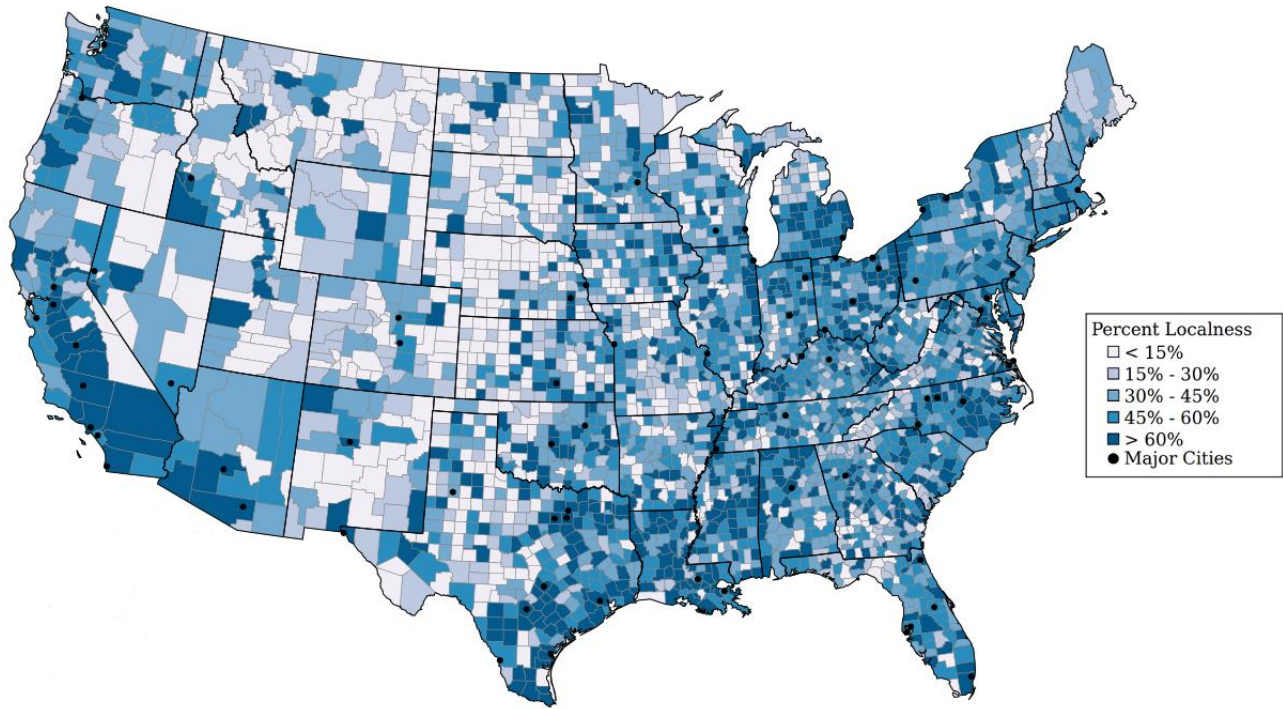 Percent Localness
< 15%
15% - 30%
30% - 45%
45% - 60%
> 60%
Major Cities